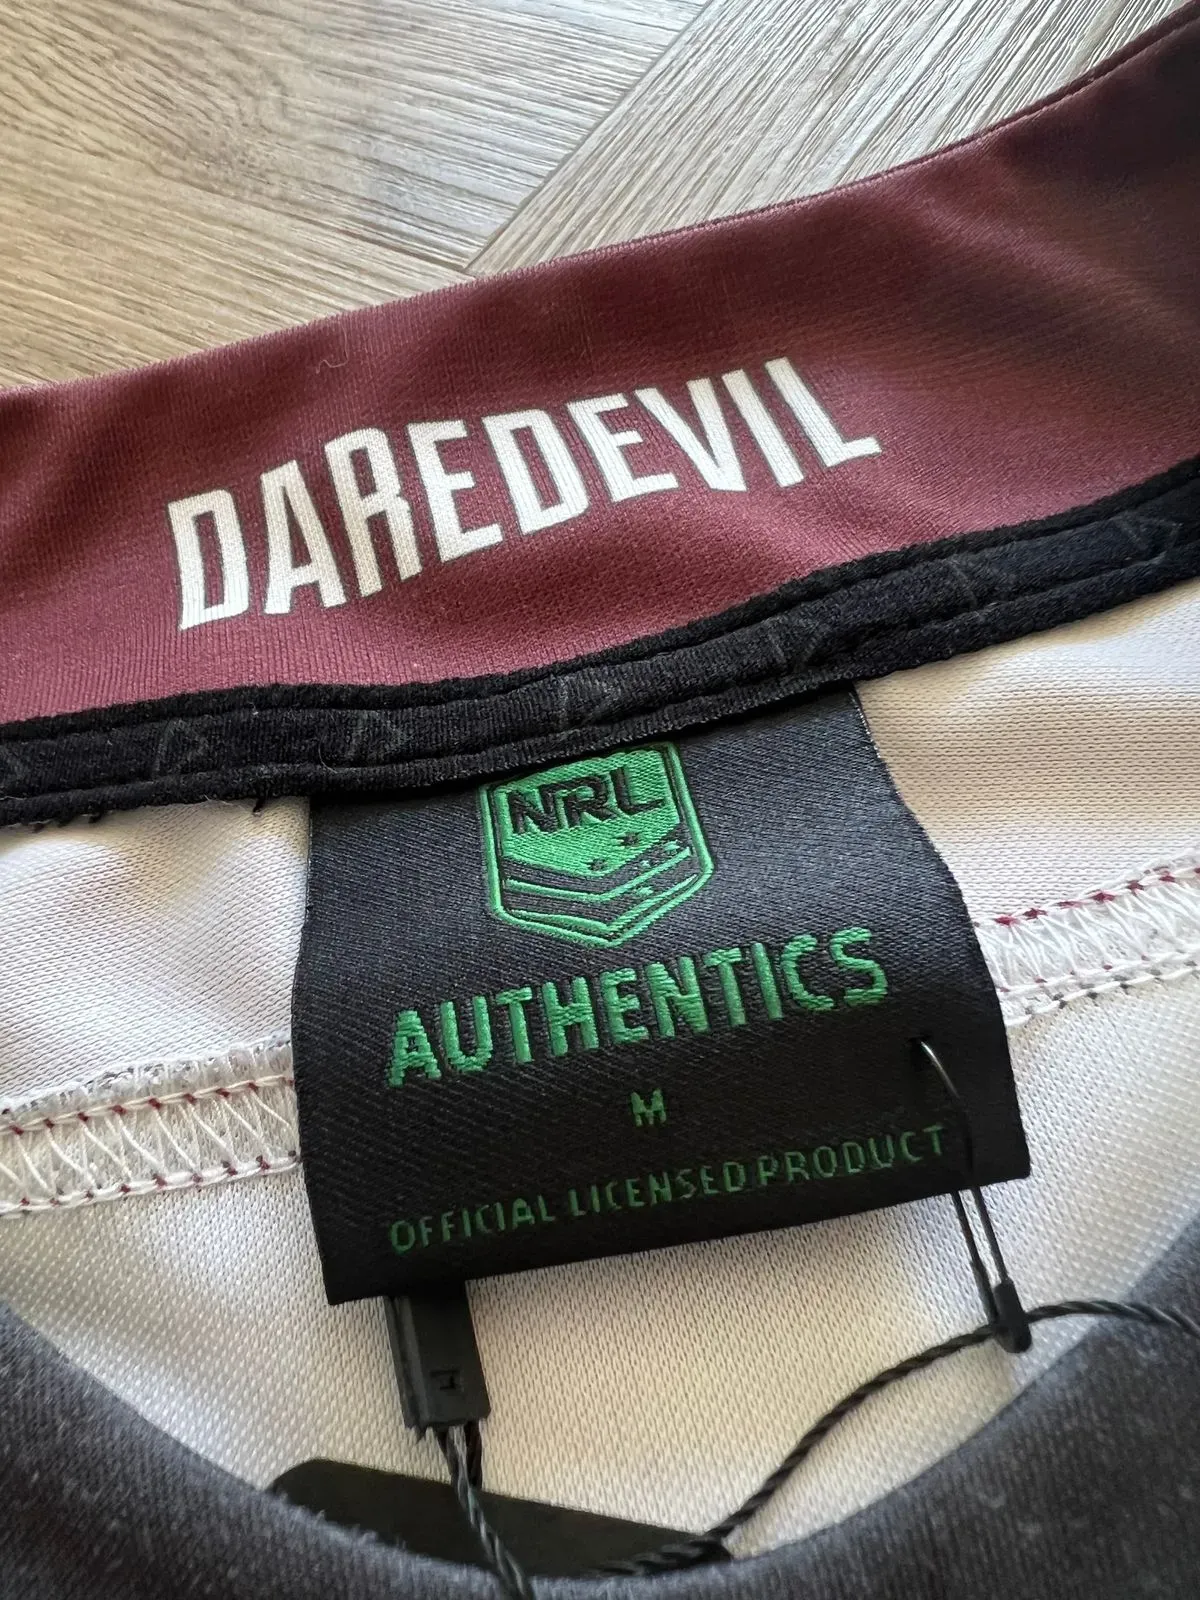 DAREDEVIL
NRL
AUTHENTICS
M
OFFICIAL LICENSED PRODUCT